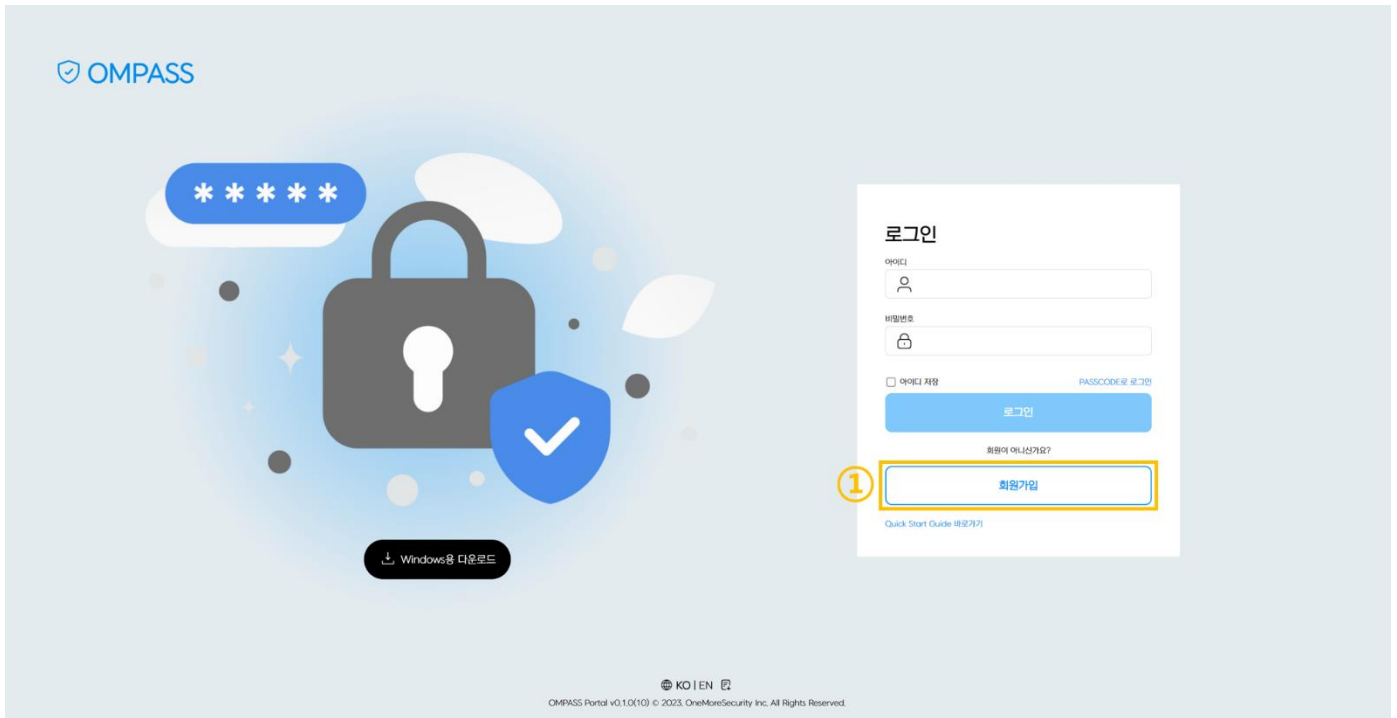 OMPASS
* * * * *
로그인
아이디
비밀번호
아이디 저장
PASSCODE로 로그인
로그인
회원이 아니신가요?
①
회원가입
Quick Start Guide 바로가기
Windows용 다운로드
KO | EN
OMPASS Portal v0.1.0(10) © 2023. OneMoreSecurity Inc. All Rights Reserved.